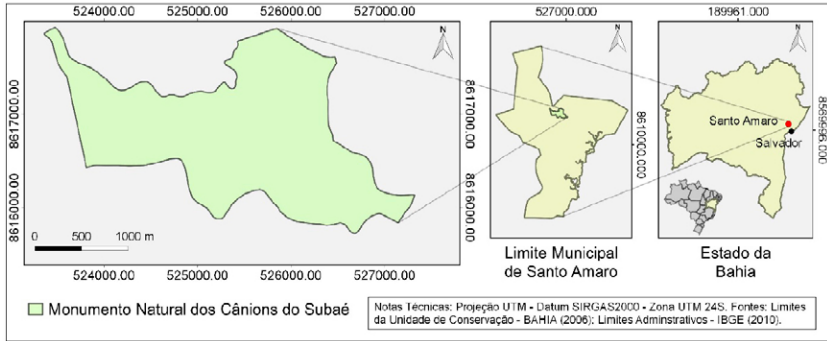 524000.00 525000.00 526000.00 527000.00
527000.00
189961.000
N
N
N
8617000.00
8617000.00
8610000.000
8569995.000
Santo Amaro
Salvador
8616000.00
8616000.00
0 500 1000 m
524000.00 525000.00 526000.00 527000.00
Limite Municipal
de Santo Amaro
Estado da
Bahia
Monumento Natural dos Cânions do Subaé
Notas Técnicas: Projeção UTM - Datum SIRGAS2000 - Zona UTM 24S. Fontes: Limites
da Unidade de Conservação - BAHIA (2006); Limites Adminstrativos - IBGE (2010).